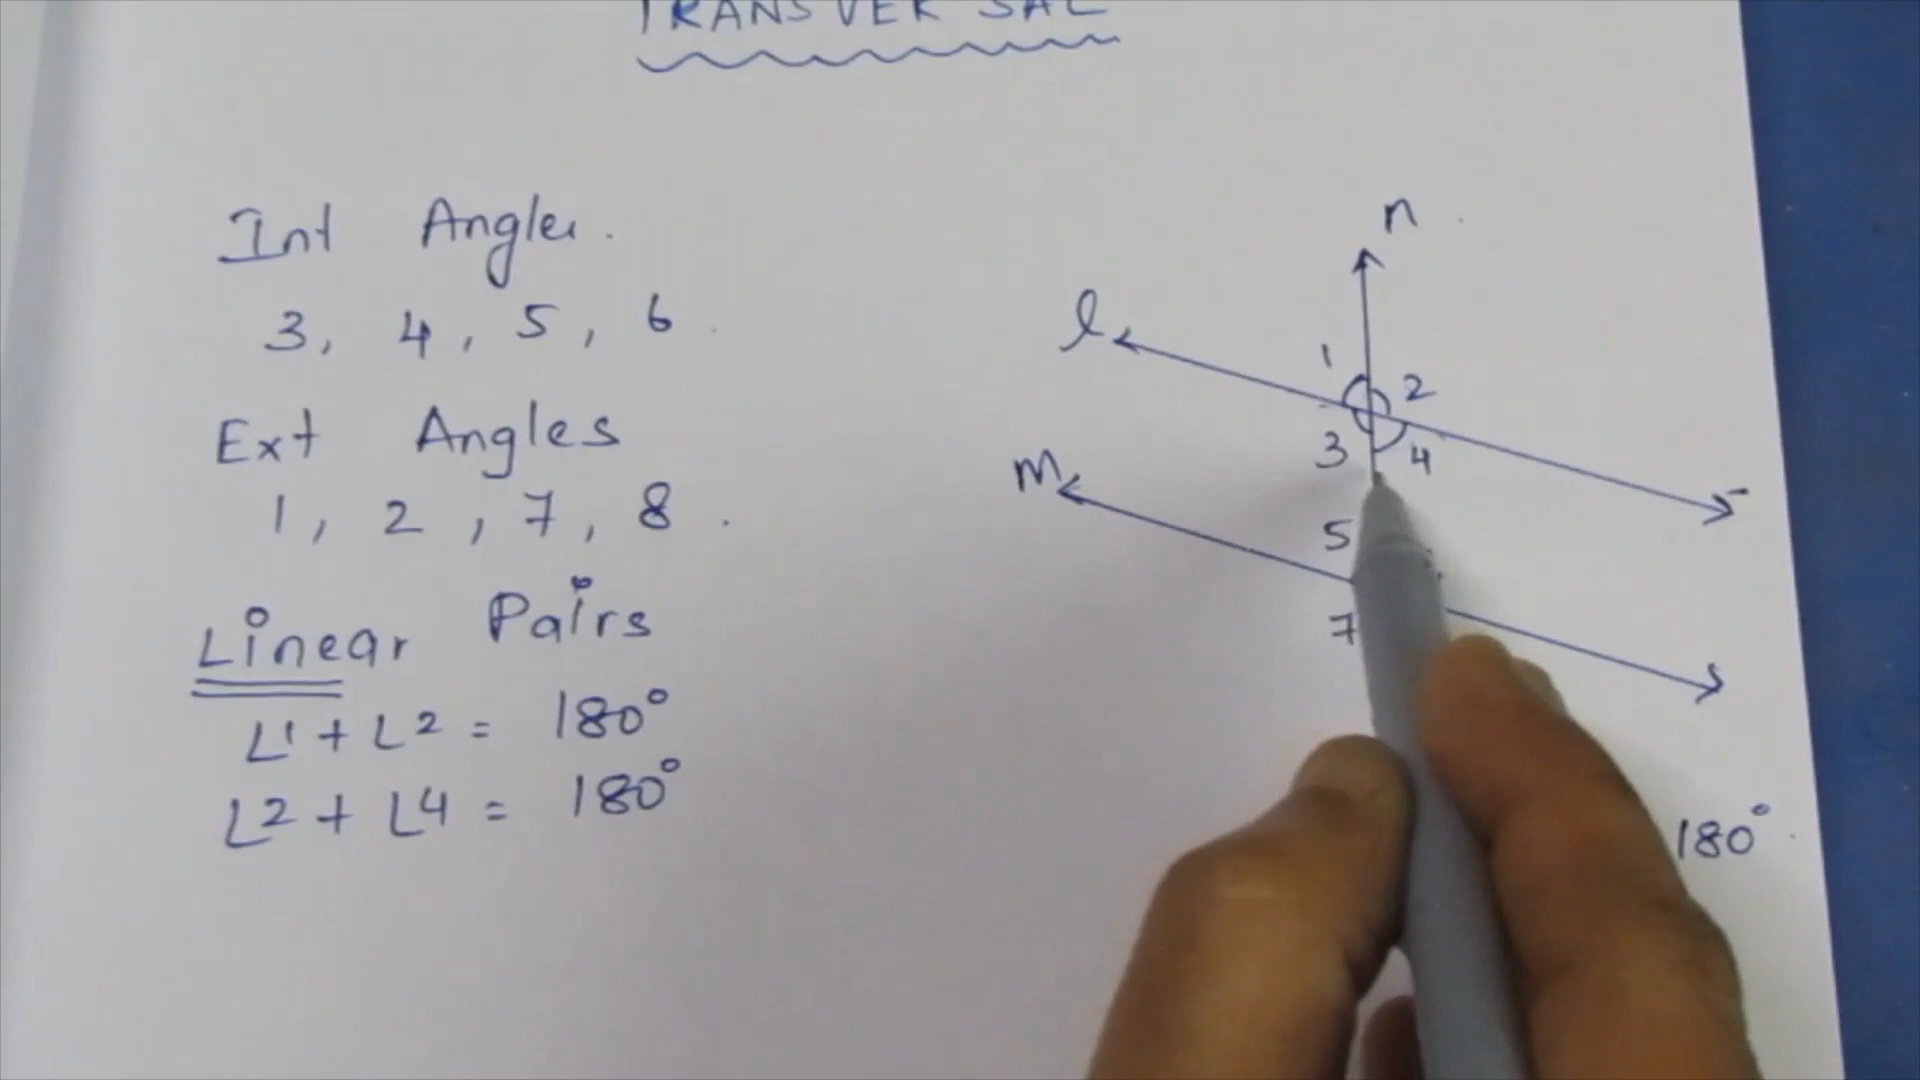 TRANSVERSAL
Int Angles.
3, 4, 5, 6
Ext Angles
1, 2, 7, 8.
Linear Pairs
∠1 + ∠2 = 180°
∠2 + ∠4 = 180°
n
l
1 2
3 4
m
5
7
180°